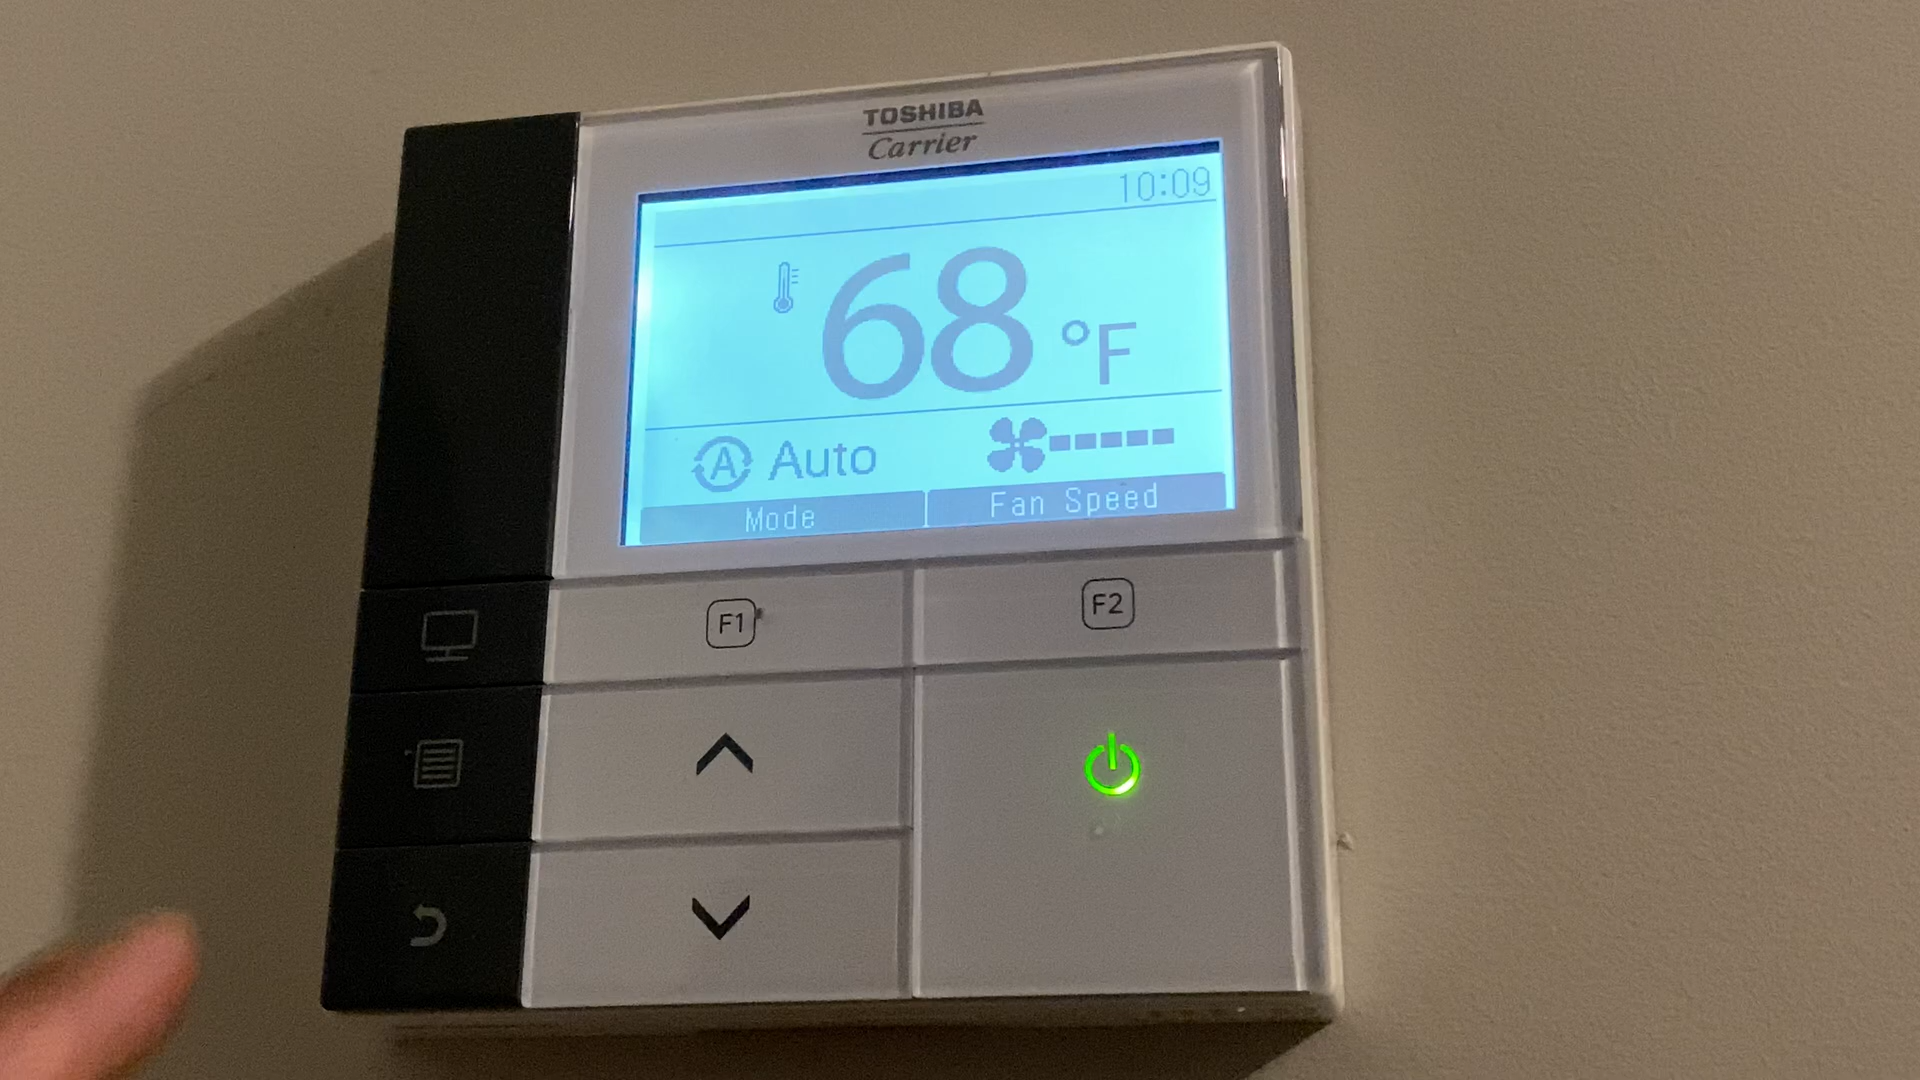 TOSHIBA
Carrier
10:09
68 °F
A Auto
Mode Fan Speed
F1 F2